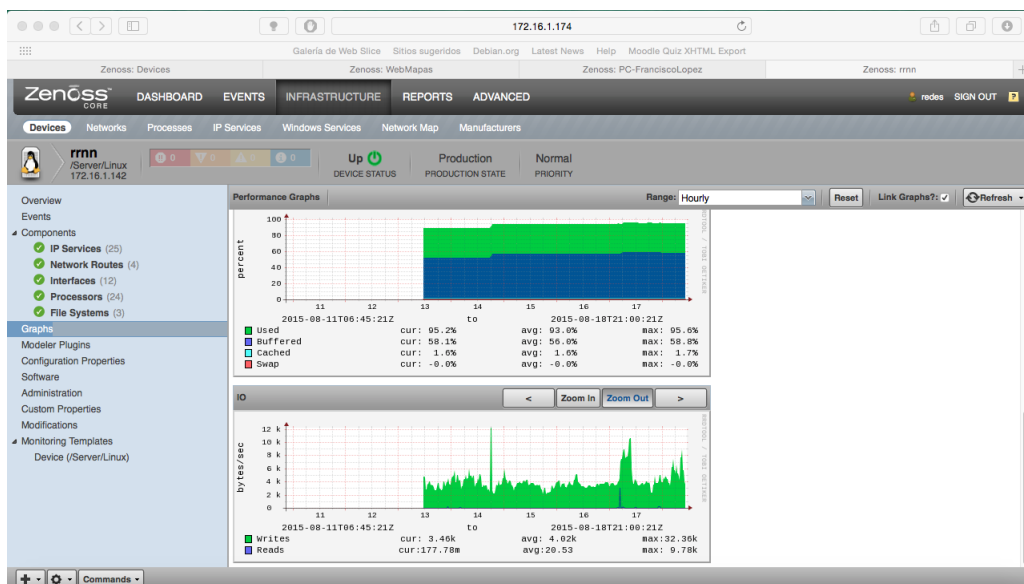 172.16.1.174
Galería de Web Slice Sitios sugeridos Debian.org Latest News Help Moodle Quiz XHTML Export
Zenoss: Devices Zenoss: WebMapas Zenoss: PC-FranciscoLopez Zenoss: rrnn
Zenoss CORE DASHBOARD EVENTS INFRASTRUCTURE REPORTS ADVANCED redes SIGN OUT ?
Devices Networks Processes IP Services Windows Services Network Map Manufacturers
rrnn
/Server/Linux
172.16.1.142
0 0 0 0
Up
DEVICE STATUS
Production
PRODUCTION STATE
Normal
PRIORITY
Overview
Events
Components
IP Services (25)
Network Routes (4)
Interfaces (12)
Processors (24)
File Systems (3)
Graphs
Modeler Plugins
Configuration Properties
Software
Administration
Custom Properties
Modifications
Monitoring Templates
Device (/Server/Linux)
Performance Graphs Range: Hourly Reset Link Graphs?: Refresh
percent
100
80
60
40
20
0
11 12 13 14 15 16 17
2015-08-11T06:45:21Z to 2015-08-18T21:00:21Z
Used cur: 95.2% avg: 93.0% max: 95.6%
Buffered cur: 58.1% avg: 56.0% max: 58.8%
Cached cur: 1.6% avg: 1.6% max: 1.7%
Swap cur: -0.0% avg: -0.0% max: -0.0%
IO < Zoom In Zoom Out >
bytes/sec
12 k
10 k
8 k
6 k
4 k
2 k
0
11 12 13 14 15 16 17
2015-08-11T06:45:21Z to 2015-08-18T21:00:21Z
Writes cur: 3.46k avg: 4.02k max:32.36k
Reads cur:177.78m avg:20.53 max: 9.78k
RRDTOOL / TOBI OETIKER
Commands